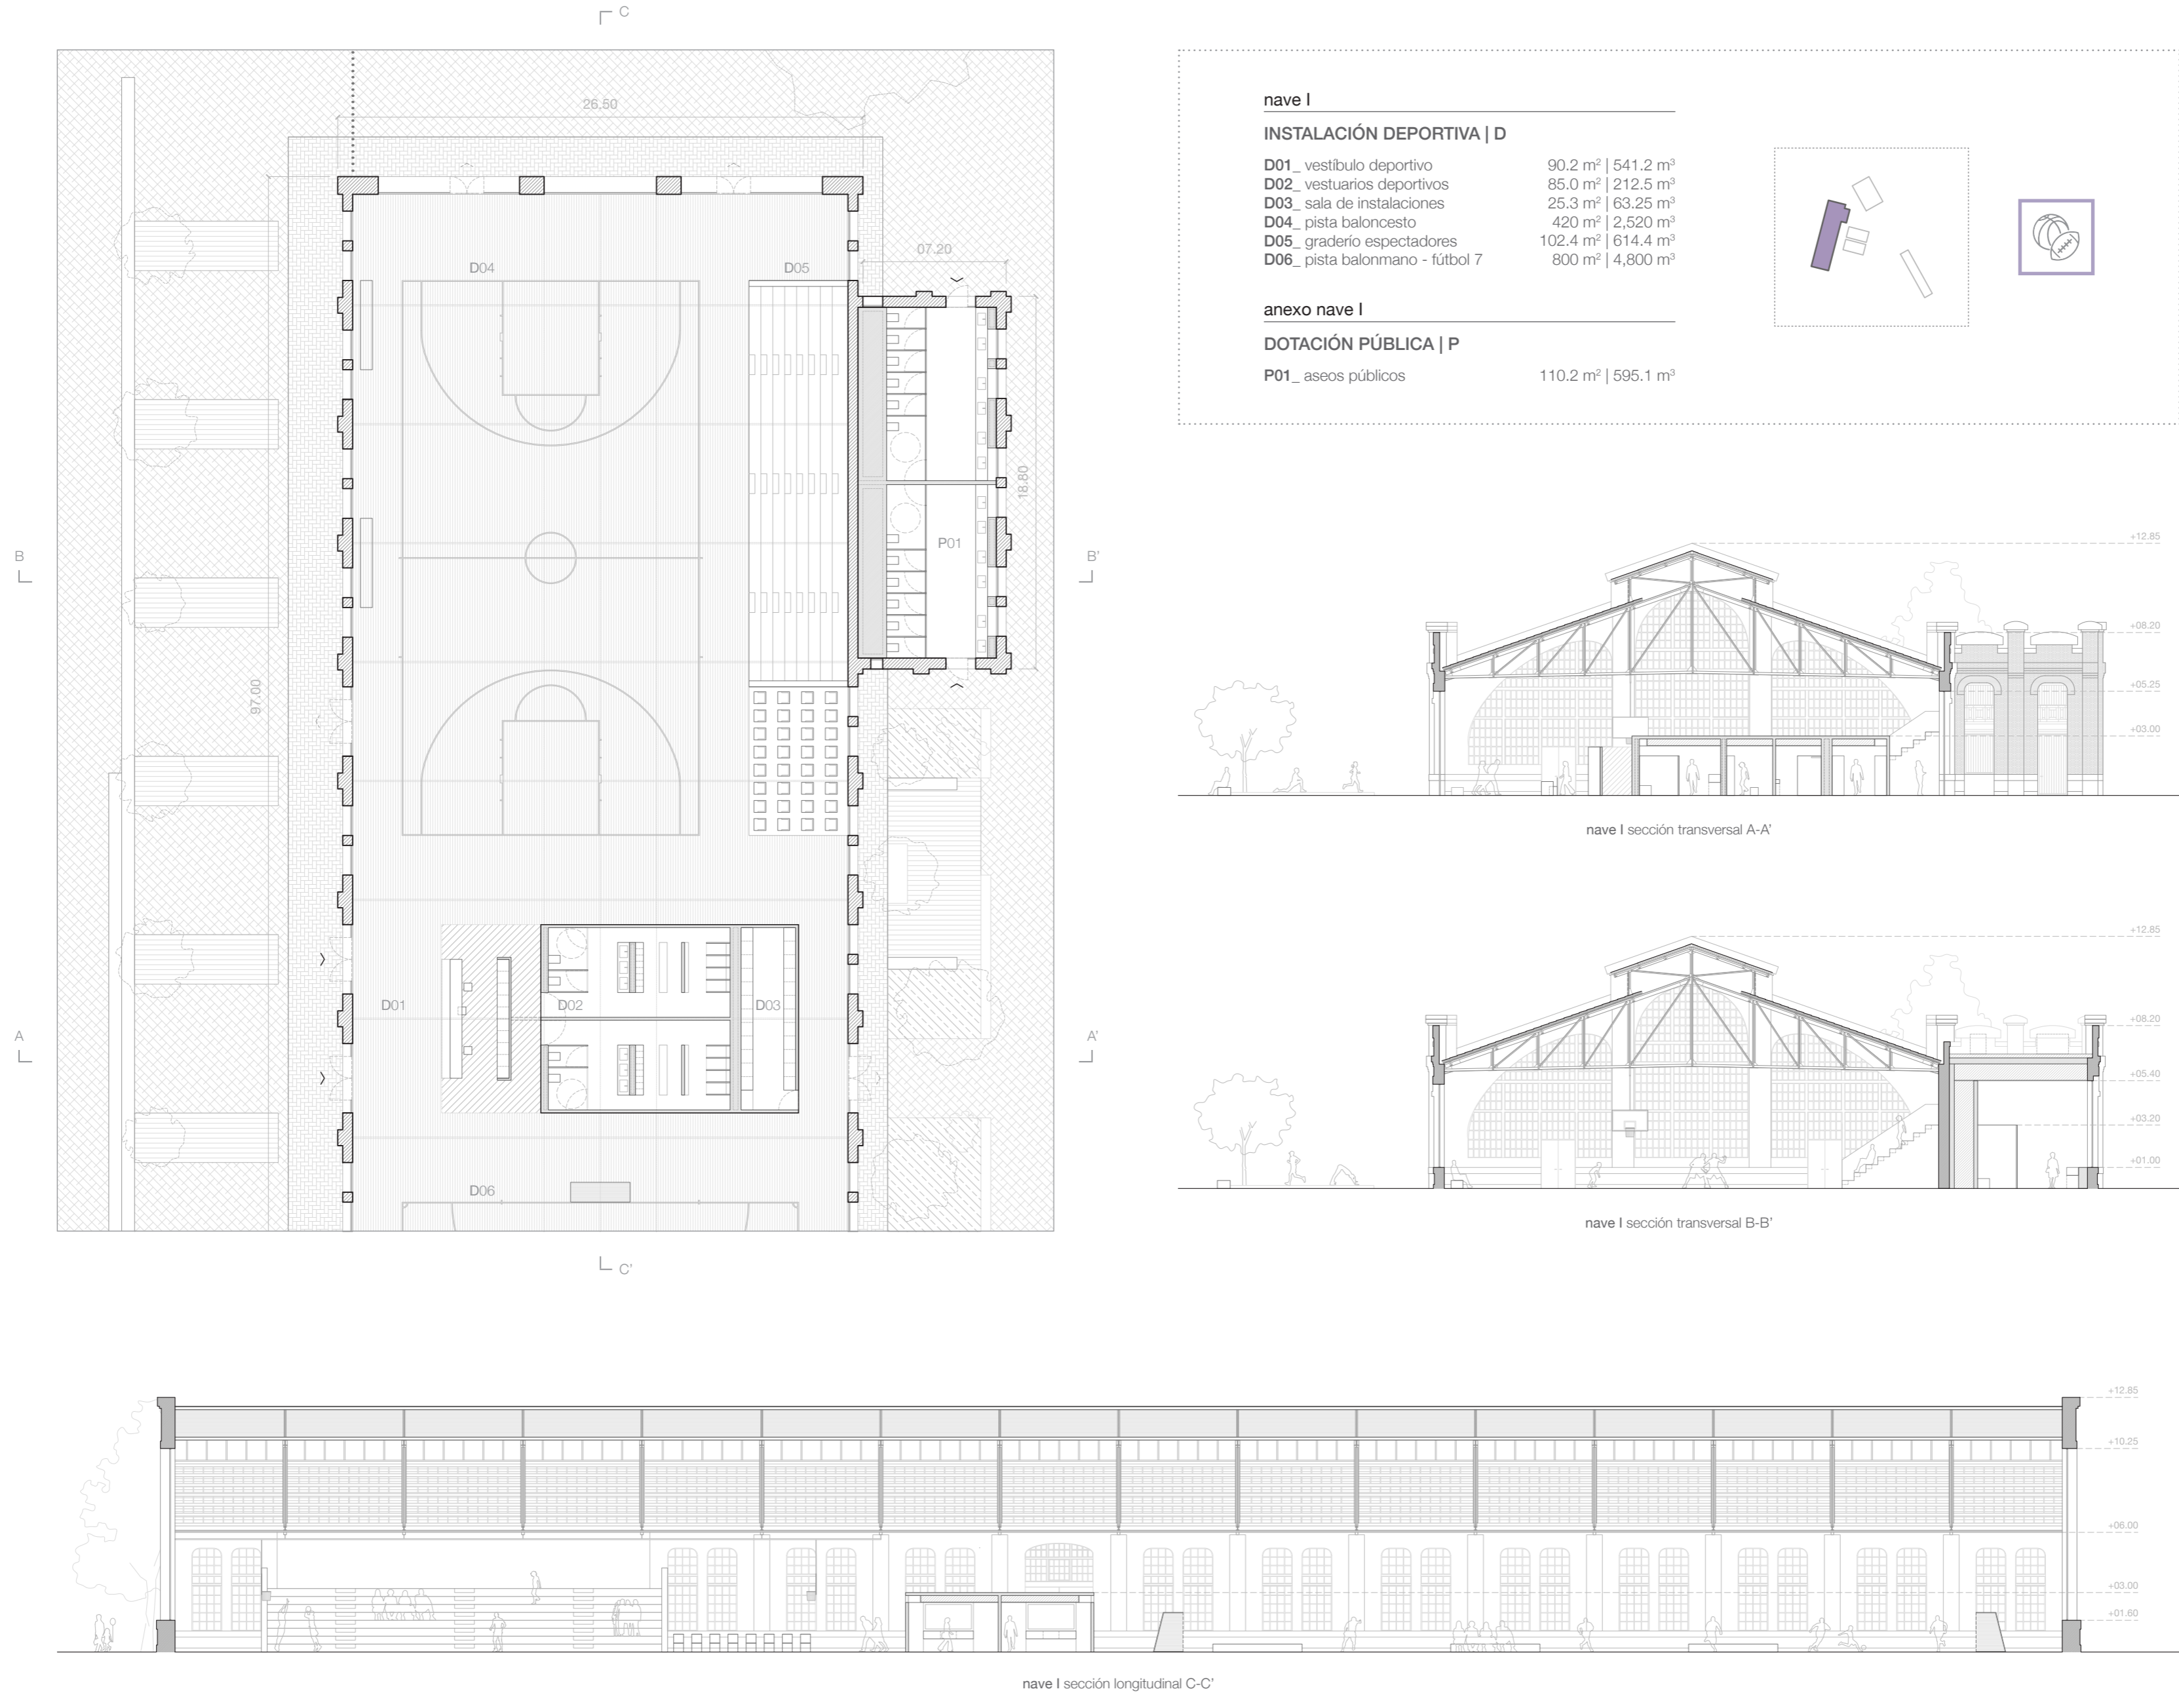 C
26.50
D04
D05
07.20
18.80
P01
97.00
B
B'
D01
D02
D03
A
A'
D06
C'
nave I
INSTALACIÓN DEPORTIVA | D
D01_ vestíbulo deportivo 90.2 m² | 541.2 m³
D02_ vestuarios deportivos 85.0 m² | 212.5 m³
D03_ sala de instalaciones 25.3 m² | 63.25 m³
D04_ pista baloncesto 420 m² | 2,520 m³
D05_ graderío espectadores 102.4 m² | 614.4 m³
D06_ pista balonmano - fútbol 7 800 m² | 4,800 m³
anexo nave I
DOTACIÓN PÚBLICA | P
P01_ aseos públicos 110.2 m² | 595.1 m³
+12.85
+08.20
+05.25
+03.00
nave I sección transversal A-A'
+12.85
+08.20
+05.40
+03.20
+01.00
nave I sección transversal B-B'
+12.85
+10.25
+06.00
+03.00
+01.60
nave I sección longitudinal C-C'